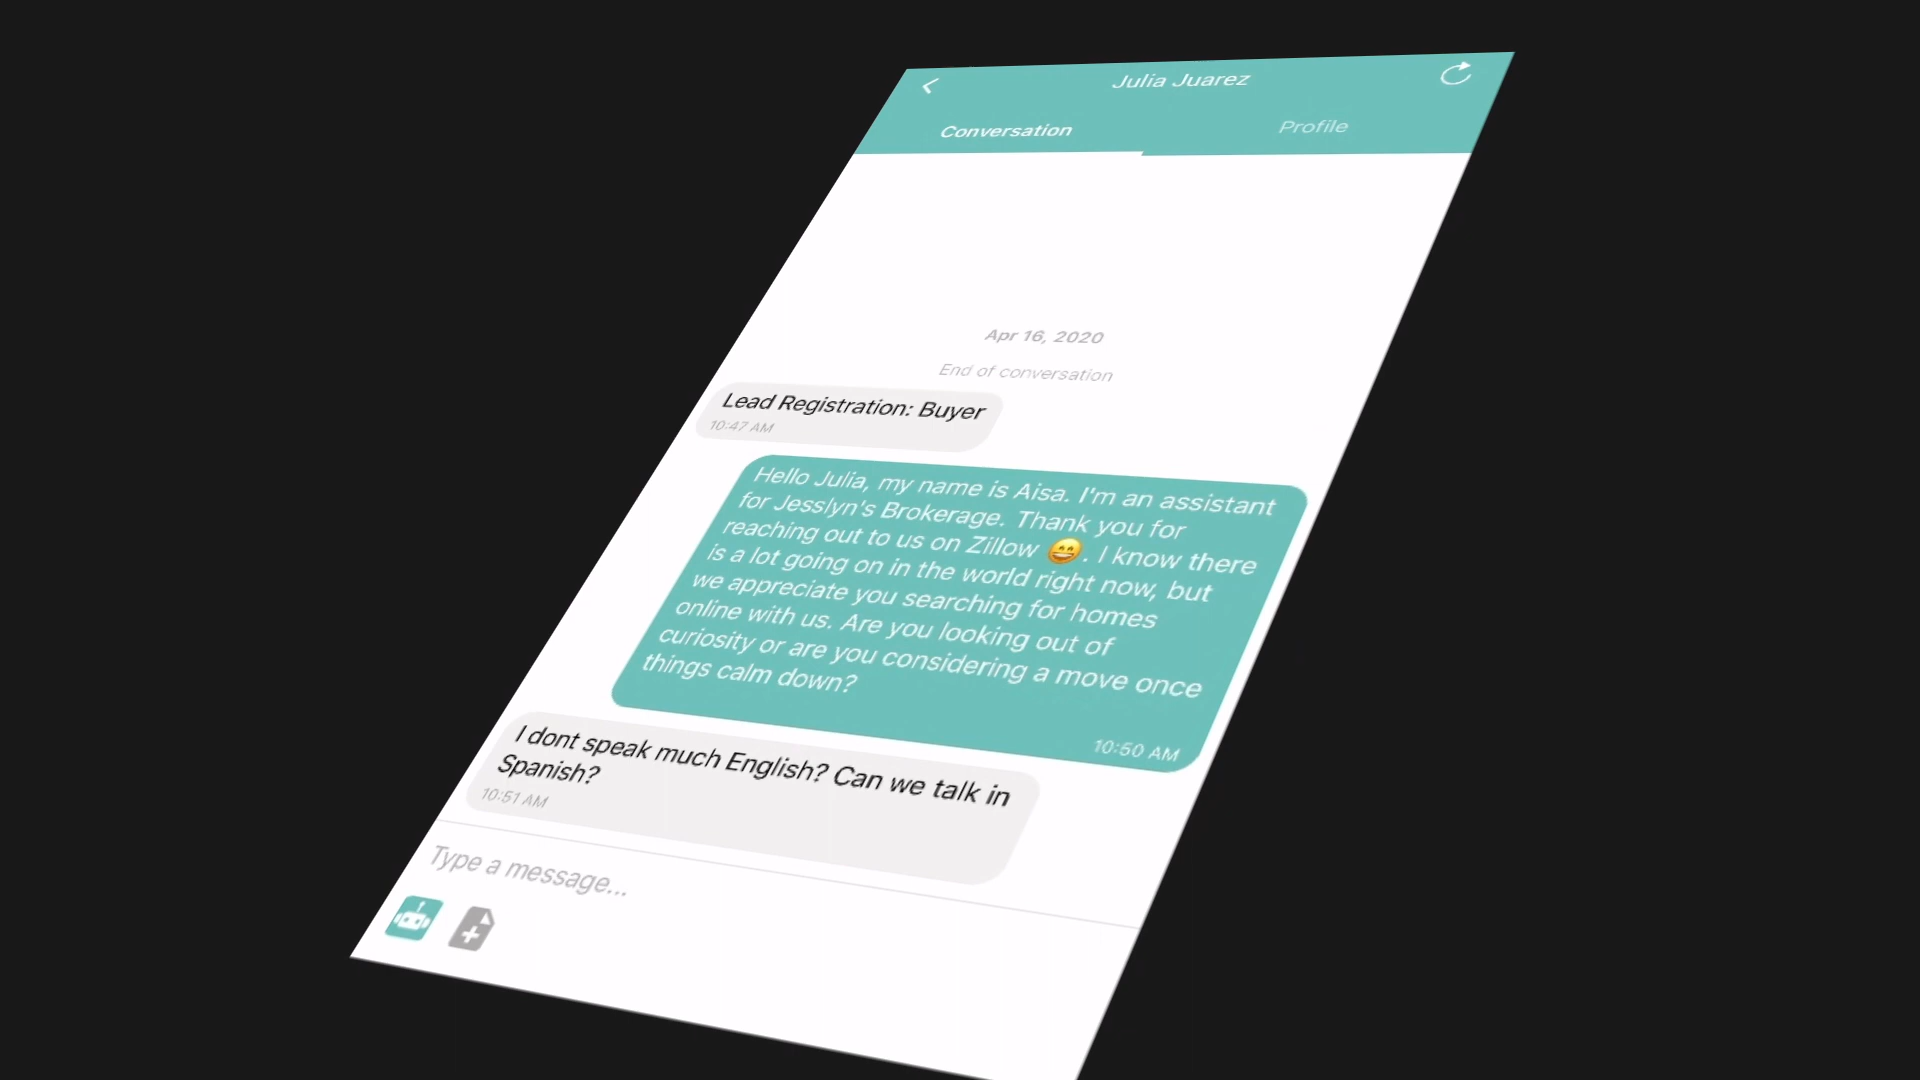 Julia Juarez
Conversation
Profile
Apr 16, 2020
End of conversation
Lead Registration: Buyer
10:47 AM
Hello Julia, my name is Aisa. I'm an assistant
for Jesslyn's Brokerage. Thank you for
reaching out to us on Zillow 😄. I know there
is a lot going on in the world right now, but
we appreciate you searching for homes
online with us. Are you looking out of
curiosity or are you considering a move once
things calm down?
10:50 AM
I dont speak much English? Can we talk in
Spanish?
10:51 AM
Type a message...